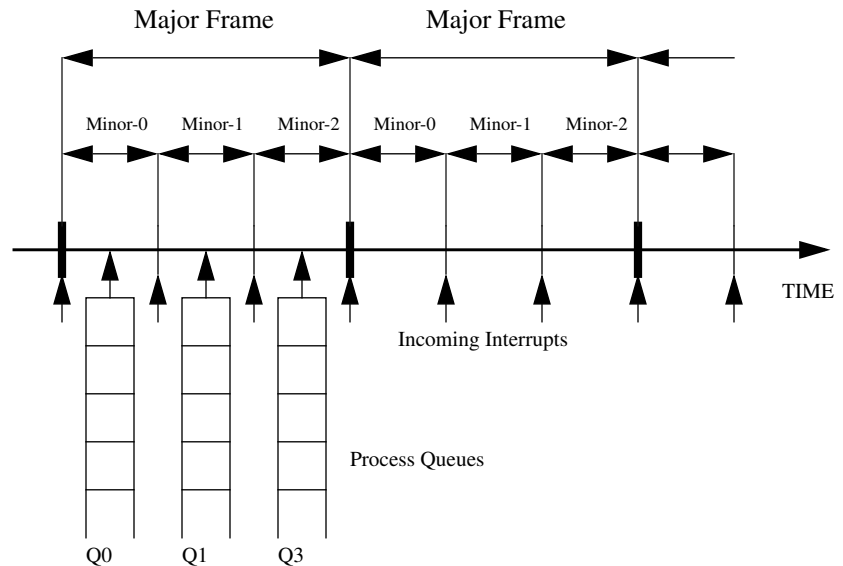 Major Frame Major Frame
Minor-0 Minor-1 Minor-2 Minor-0 Minor-1 Minor-2
TIME
Incoming Interrupts
Process Queues
Q0 Q1 Q3